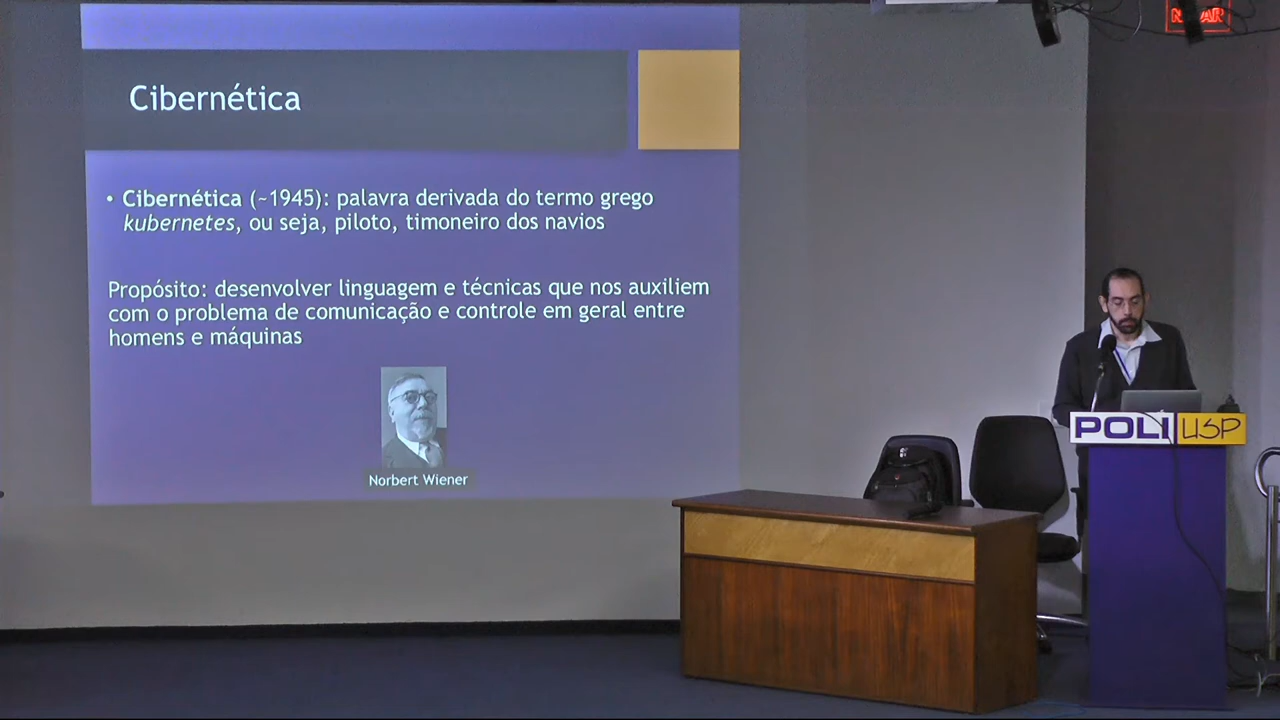 Cibernética
• Cibernética (~1945): palavra derivada do termo grego
kubernetes, ou seja, piloto, timoneiro dos navios
Propósito: desenvolver linguagem e técnicas que nos auxiliem
com o problema de comunicação e controle em geral entre
homens e máquinas
Norbert Wiener
POLI USP